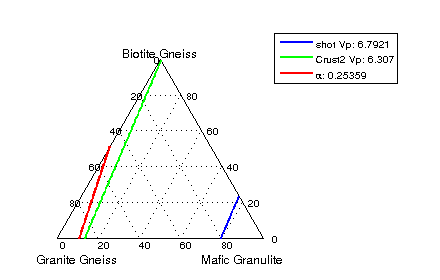 shot Vp: 6.7921
Crust2 Vp: 6.307
α: 0.25359
Biotite Gneiss
0
20 80
40 60
60 40
80 20
0 20 40 60 80 0
Granite Gneiss Mafic Granulite